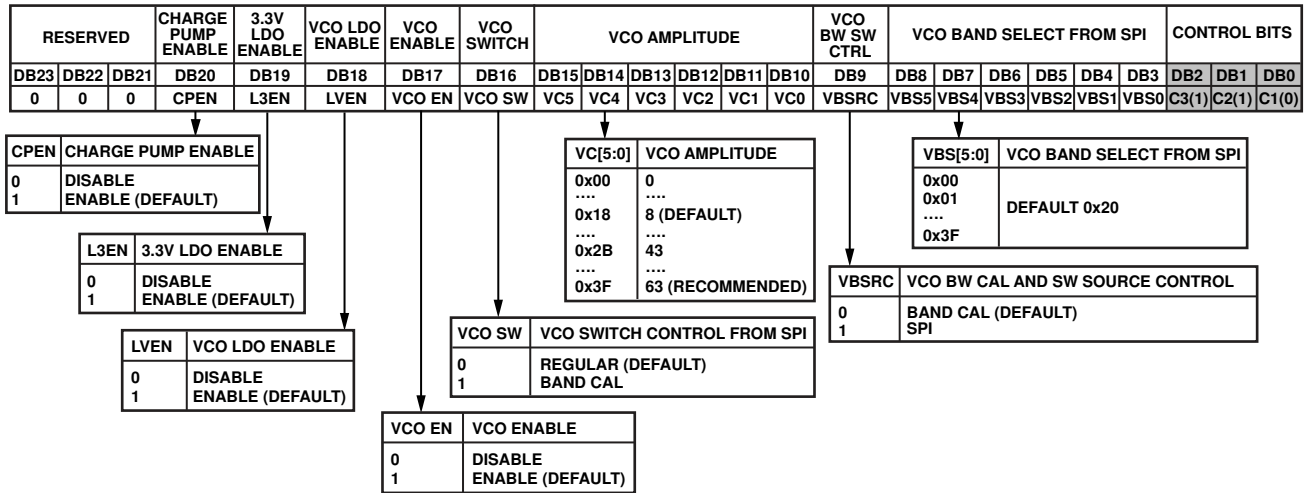 RESERVED
CHARGE PUMP ENABLE
3.3V LDO ENABLE
VCO LDO ENABLE
VCO ENABLE
VCO SWITCH
VCO AMPLITUDE
VCO BW SW CTRL
VCO BAND SELECT FROM SPI
CONTROL BITS
DB23 DB22 DB21 DB20 DB19 DB18 DB17 DB16 DB15 DB14 DB13 DB12 DB11 DB10 DB9 DB8 DB7 DB6 DB5 DB4 DB3 DB2 DB1 DB0
0 0 0 CPEN L3EN LVEN VCO EN VCO SW VC5 VC4 VC3 VC2 VC1 VC0 VBSRC VBS5 VBS4 VBS3 VBS2 VBS1 VBS0 C3(1) C2(1) C1(0)
CPEN CHARGE PUMP ENABLE
0 DISABLE
1 ENABLE (DEFAULT)
L3EN 3.3V LDO ENABLE
0 DISABLE
1 ENABLE (DEFAULT)
LVEN VCO LDO ENABLE
0 DISABLE
1 ENABLE (DEFAULT)
VCO EN VCO ENABLE
0 DISABLE
1 ENABLE (DEFAULT)
VCO SW VCO SWITCH CONTROL FROM SPI
0 REGULAR (DEFAULT)
1 BAND CAL
VC[5:0] VCO AMPLITUDE
0x00 0
.... ....
0x18 8 (DEFAULT)
.... ....
0x2B 43
.... ....
0x3F 63 (RECOMMENDED)
VBSRC VCO BW CAL AND SW SOURCE CONTROL
0 BAND CAL (DEFAULT)
1 SPI
VBS[5:0] VCO BAND SELECT FROM SPI
0x00
0x01
DEFAULT 0x20
....
0x3F